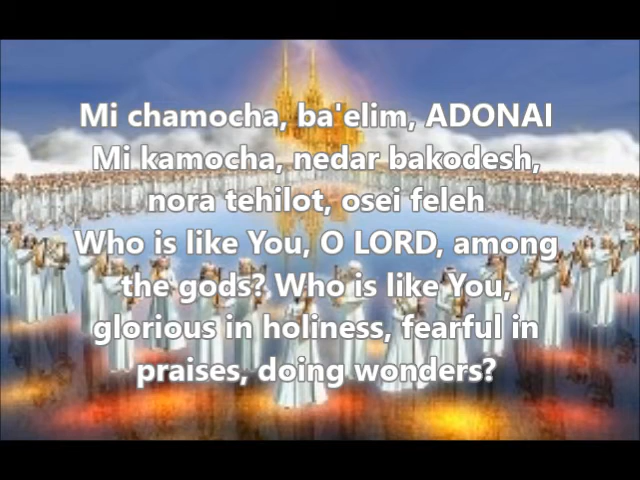 Mi chamocha, ba'elim, ADONAI
Mi kamocha, nedar bakodesh,
nora tehilot, osei feleh
Who is like You, O LORD, among
the gods? Who is like You,
glorious in holiness, fearful in
praises, doing wonders?